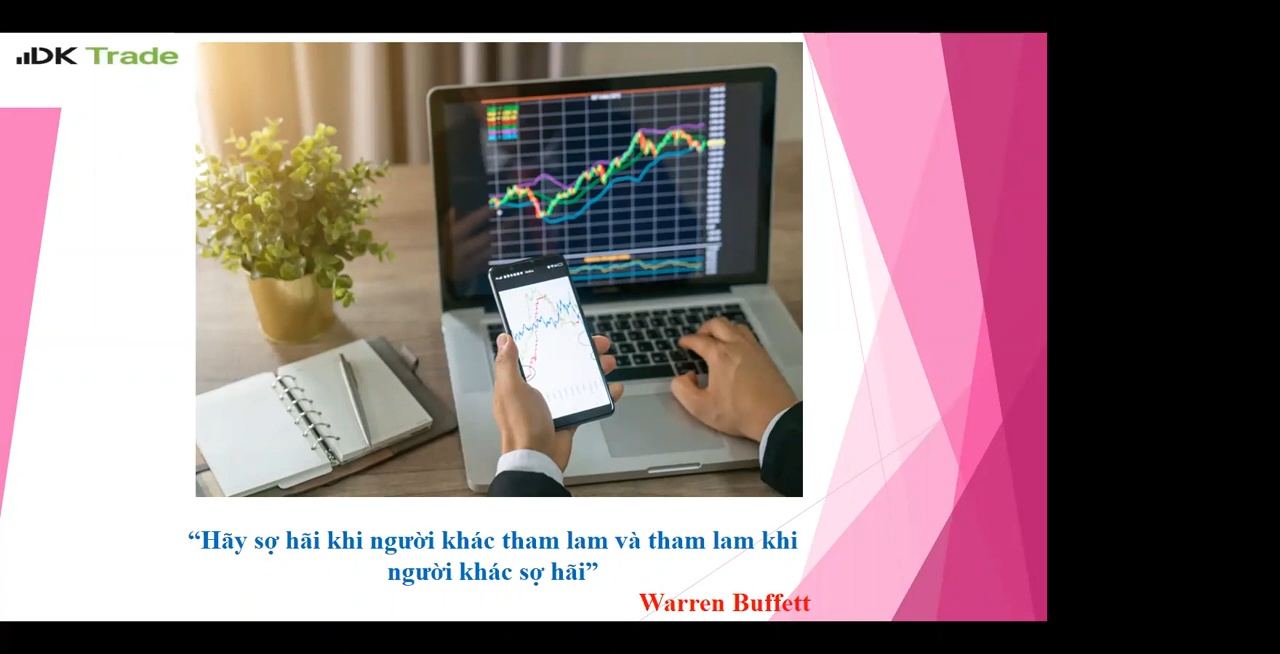 DK Trade
“Hãy sợ hãi khi người khác tham lam và tham lam khi
người khác sợ hãi”
Warren Buffett